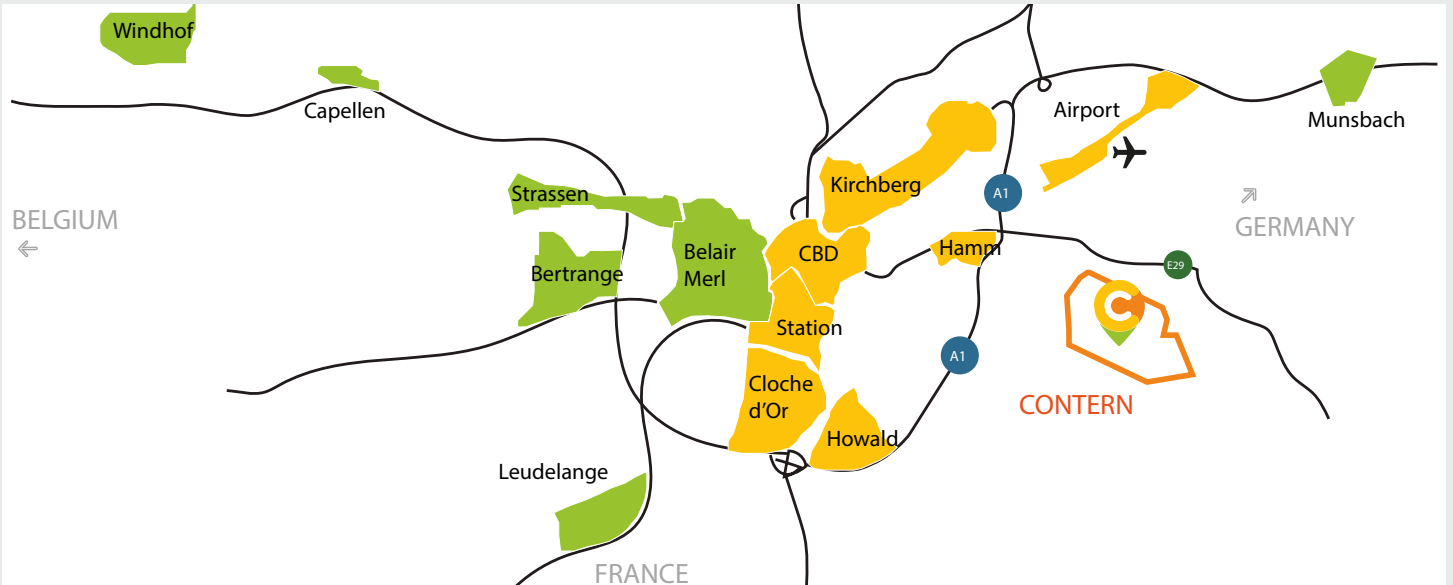 Windhof
Capellen
Airport
Munsbach
Strassen
Kirchberg
A1
BELGIUM
GERMANY
Belair
Merl
CBD
Hamm
Bertrange
E29
Station
A1
Cloche
d'Or
CONTERN
Howald
Leudelange
FRANCE